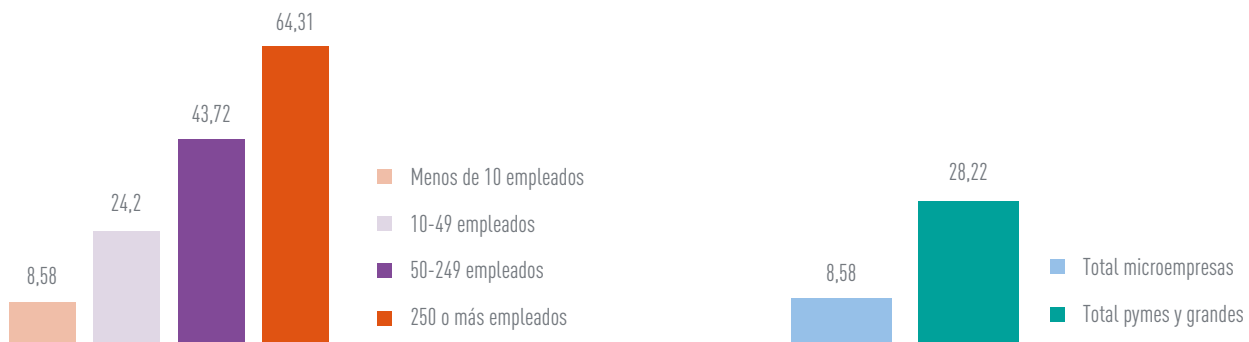 64,31
43,72
24,2
8,58
Menos de 10 empleados
10-49 empleados
50-249 empleados
250 o más empleados
28,22
8,58
Total microempresas
Total pymes y grandes